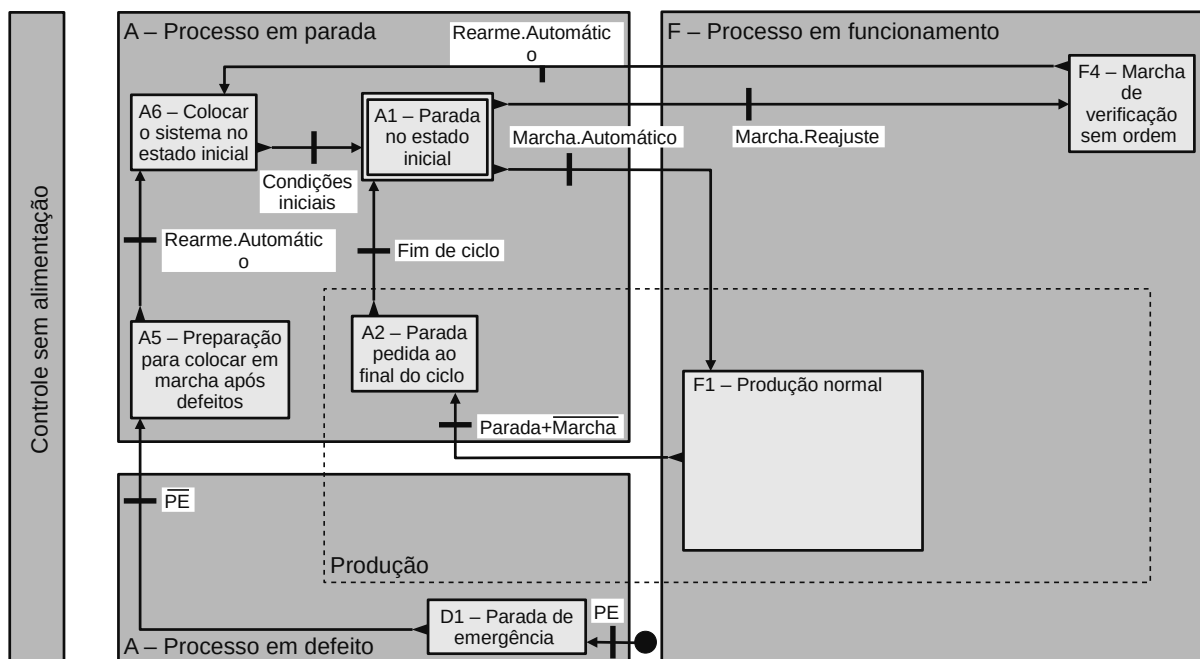 Controle sem alimentação
A – Processo em parada
Rearme.Automátic
o
F – Processo em funcionamento
F4 – Marcha
de
verificação
sem ordem
A6 – Colocar
o sistema no
estado inicial
A1 – Parada
no estado
inicial
Marcha.Automático
Marcha.Reajuste
Condições
iniciais
Rearme.Automátic
o
Fim de ciclo
A5 – Preparação
para colocar em
marcha após
defeitos
A2 – Parada
pedida ao
final do ciclo
F1 – Produção normal
Parada+M̅a̅r̅c̅h̅a̅
P̅E̅
Produção
D1 – Parada de
emergência
PE
A – Processo em defeito